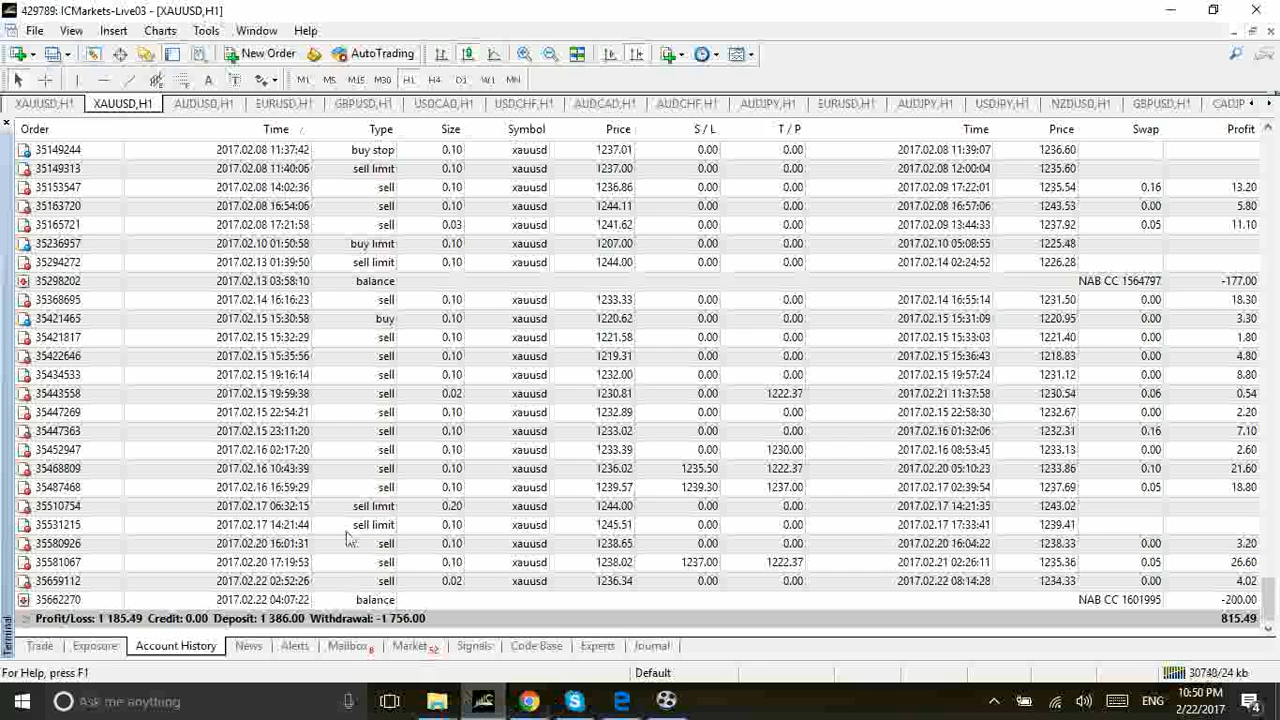 429789: ICMarkets-Live03 - [XAUUSD,H1]
File View Insert Charts Tools Window Help
New Order AutoTrading
A T M1 M5 M15 M30 H1 H4 D1 W1 MN
XAUUSD,H1 XAUUSD,H1 AUDUSD,H1 EURUSD,H1 GBPUSD,H1 USDCAD,H1 USDCHF,H1 AUDCAD,H1 AUDCHF,H1 AUDJPY,H1 EURUSD,H1 AUDJPY,H1 USDJPY,H1 NZDUSD,H1 GBPUSD,H1 CADJP
Order Time Type Size Symbol Price S / L T / P Time Price Swap Profit
35149244 2017.02.08 11:37:42 buy stop 0.10 xauusd 1237.01 0.00 0.00 2017.02.08 11:39:07 1236.60
35149313 2017.02.08 11:40:06 sell limit 0.10 xauusd 1237.00 0.00 0.00 2017.02.08 12:00:04 1235.60
35153547 2017.02.08 14:02:36 sell 0.10 xauusd 1236.86 0.00 0.00 2017.02.09 17:22:01 1235.54 0.16 13.20
35163720 2017.02.08 16:54:06 sell 0.10 xauusd 1244.11 0.00 0.00 2017.02.08 16:57:06 1243.53 0.00 5.80
35165721 2017.02.08 17:21:58 sell 0.03 xauusd 1241.62 0.00 0.00 2017.02.09 13:44:33 1237.92 0.05 11.10
35236957 2017.02.10 01:50:58 buy limit 0.10 xauusd 1207.00 0.00 0.00 2017.02.10 05:08:55 1225.48
35294272 2017.02.13 01:39:50 sell limit 0.10 xauusd 1244.00 0.00 0.00 2017.02.14 02:24:52 1226.28
35298202 2017.02.13 03:58:10 balance NAB CC 1564797 -177.00
35368695 2017.02.14 16:16:23 sell 0.10 xauusd 1233.33 0.00 0.00 2017.02.14 16:55:14 1231.50 0.00 18.30
35421465 2017.02.15 15:30:58 buy 0.10 xauusd 1220.62 0.00 0.00 2017.02.15 15:31:09 1220.95 0.00 3.30
35421817 2017.02.15 15:32:29 sell 0.10 xauusd 1221.58 0.00 0.00 2017.02.15 15:33:03 1221.40 0.00 1.80
35422646 2017.02.15 15:35:56 sell 0.10 xauusd 1219.31 0.00 0.00 2017.02.15 15:36:43 1218.83 0.00 4.80
35434533 2017.02.15 19:16:14 sell 0.10 xauusd 1232.00 0.00 0.00 2017.02.15 19:57:24 1231.12 0.00 8.80
35443558 2017.02.15 19:59:38 sell 0.02 xauusd 1230.81 0.00 1222.37 2017.02.21 11:37:58 1230.54 0.06 0.54
35447269 2017.02.15 22:54:21 sell 0.10 xauusd 1232.89 0.00 0.00 2017.02.15 22:58:30 1232.67 0.00 2.20
35447363 2017.02.15 23:11:20 sell 0.10 xauusd 1233.02 0.00 0.00 2017.02.16 01:32:06 1232.31 0.16 7.10
35452947 2017.02.16 02:17:20 sell 0.10 xauusd 1233.39 0.00 1230.00 2017.02.16 08:53:45 1233.13 0.00 2.60
35468809 2017.02.16 10:43:39 sell 0.10 xauusd 1236.02 1235.50 1222.37 2017.02.20 05:10:23 1233.86 0.10 21.60
35487468 2017.02.16 16:59:29 sell 0.10 xauusd 1239.57 1239.30 1237.00 2017.02.17 02:39:54 1237.69 0.05 18.80
35510754 2017.02.17 06:32:15 sell limit 0.20 xauusd 1244.00 0.00 0.00 2017.02.17 14:21:35 1243.02
35531215 2017.02.17 14:21:44 sell limit 0.10 xauusd 1245.51 0.00 0.00 2017.02.17 17:33:41 1239.41
35580926 2017.02.20 16:01:31 sell 0.10 xauusd 1238.65 0.00 0.00 2017.02.20 16:04:22 1238.33 0.00 3.20
35581067 2017.02.20 17:19:53 sell 0.10 xauusd 1238.02 1237.00 1222.37 2017.02.21 02:26:11 1235.36 0.05 26.60
35659112 2017.02.22 02:52:26 sell 0.02 xauusd 1236.34 0.00 0.00 2017.02.22 08:14:28 1234.33 0.00 4.02
35662270 2017.02.22 04:07:22 balance NAB CC 1601995 -200.00
Profit/Loss: 1 185.49 Credit: 0.00 Deposit: 1 386.00 Withdrawal: -1 756.00 815.49
Terminal
Trade Exposure Account History News Alerts Mailbox 8 Market 52 Signals Code Base Experts Journal
For Help, press F1 Default 30748/24 kb
Ask me anything ENG 10:50 PM
2/22/2017 4